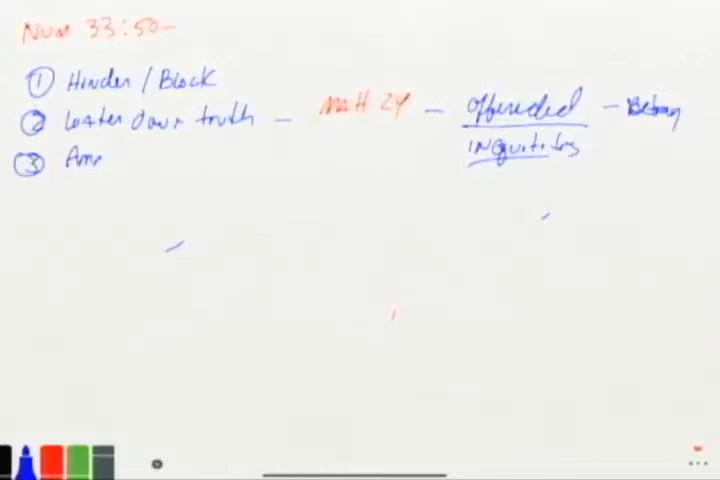 Num 33:50-
① Hinder / Block
② Water down truth - Matt 24 - offended - Betray
iniquities
③ Ann